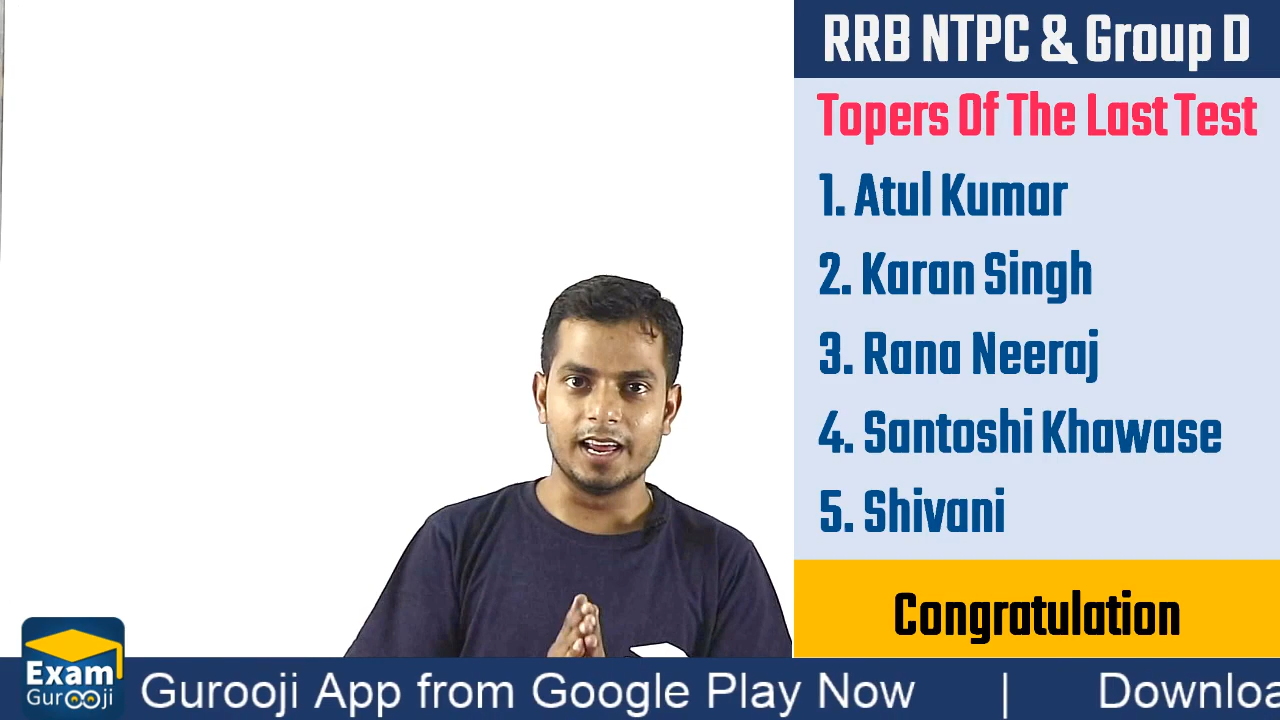 RRB NTPC & Group D
Topers Of The Last Test
1. Atul Kumar
2. Karan Singh
3. Rana Neeraj
4. Santoshi Khawase
5. Shivani
Congratulation
Exam
Gurooji
Gurooji App from Google Play Now | Downloa